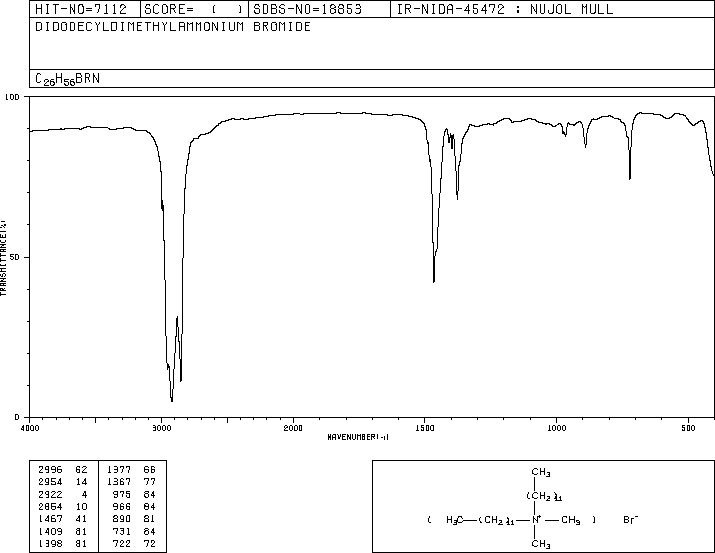 HIT-NO=7112 SCORE= ( ) SDBS-NO=18853 IR-NIDA-45472 : NUJOL MULL
DIDODECYLDIMETHYLAMMONIUM BROMIDE
C26H56BRN
100
50
0
TRANSMITTANCE(%)
4000 3000 2000 1500 1000 500
WAVENUMBER(-1)
2996 62 1377 66
2954 14 1367 77
2922 4 975 84
2854 10 966 84
1467 41 890 81
1409 81 731 84
1398 81 722 72
CH3
(CH2)11
( H3C—(CH2)11—N+—CH3 ) Br-
CH3